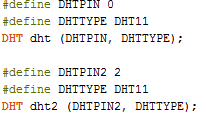 #define DHTPIN 0
#define DHTTYPE DHT11
DHT dht (DHTPIN, DHTTYPE);
#define DHTPIN2 2
#define DHTTYPE DHT11
DHT dht2 (DHTPIN2, DHTTYPE);